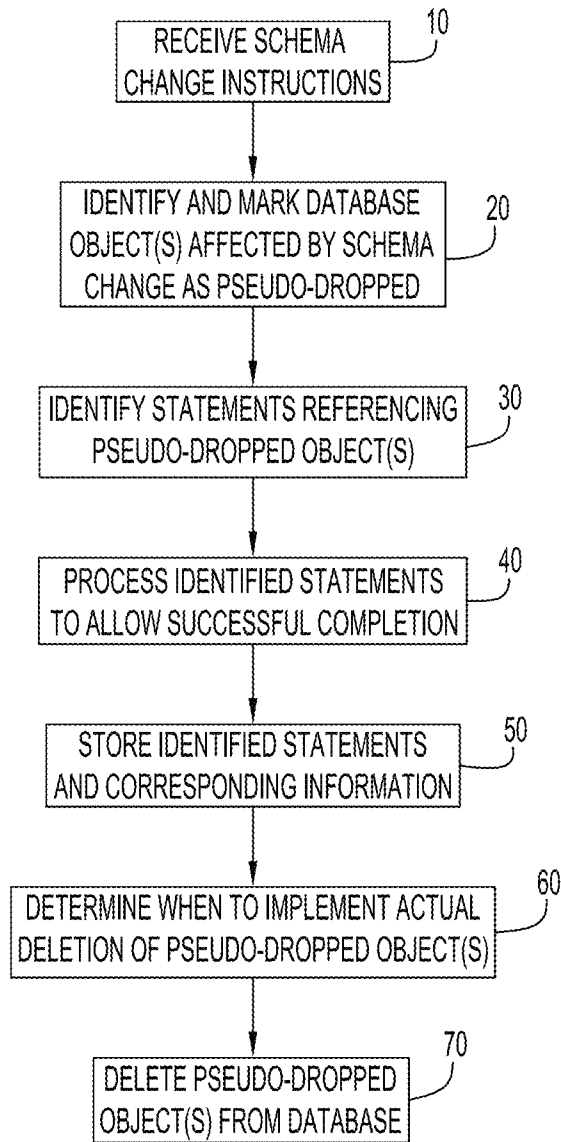 10
RECEIVE SCHEMA
CHANGE INSTRUCTIONS
20
IDENTIFY AND MARK DATABASE
OBJECT(S) AFFECTED BY SCHEMA
CHANGE AS PSEUDO-DROPPED
30
IDENTIFY STATEMENTS REFERENCING
PSEUDO-DROPPED OBJECT(S)
40
PROCESS IDENTIFIED STATEMENTS
TO ALLOW SUCCESSFUL COMPLETION
50
STORE IDENTIFIED STATEMENTS
AND CORRESPONDING INFORMATION
60
DETERMINE WHEN TO IMPLEMENT ACTUAL
DELETION OF PSEUDO-DROPPED OBJECT(S)
70
DELETE PSEUDO-DROPPED
OBJECT(S) FROM DATABASE